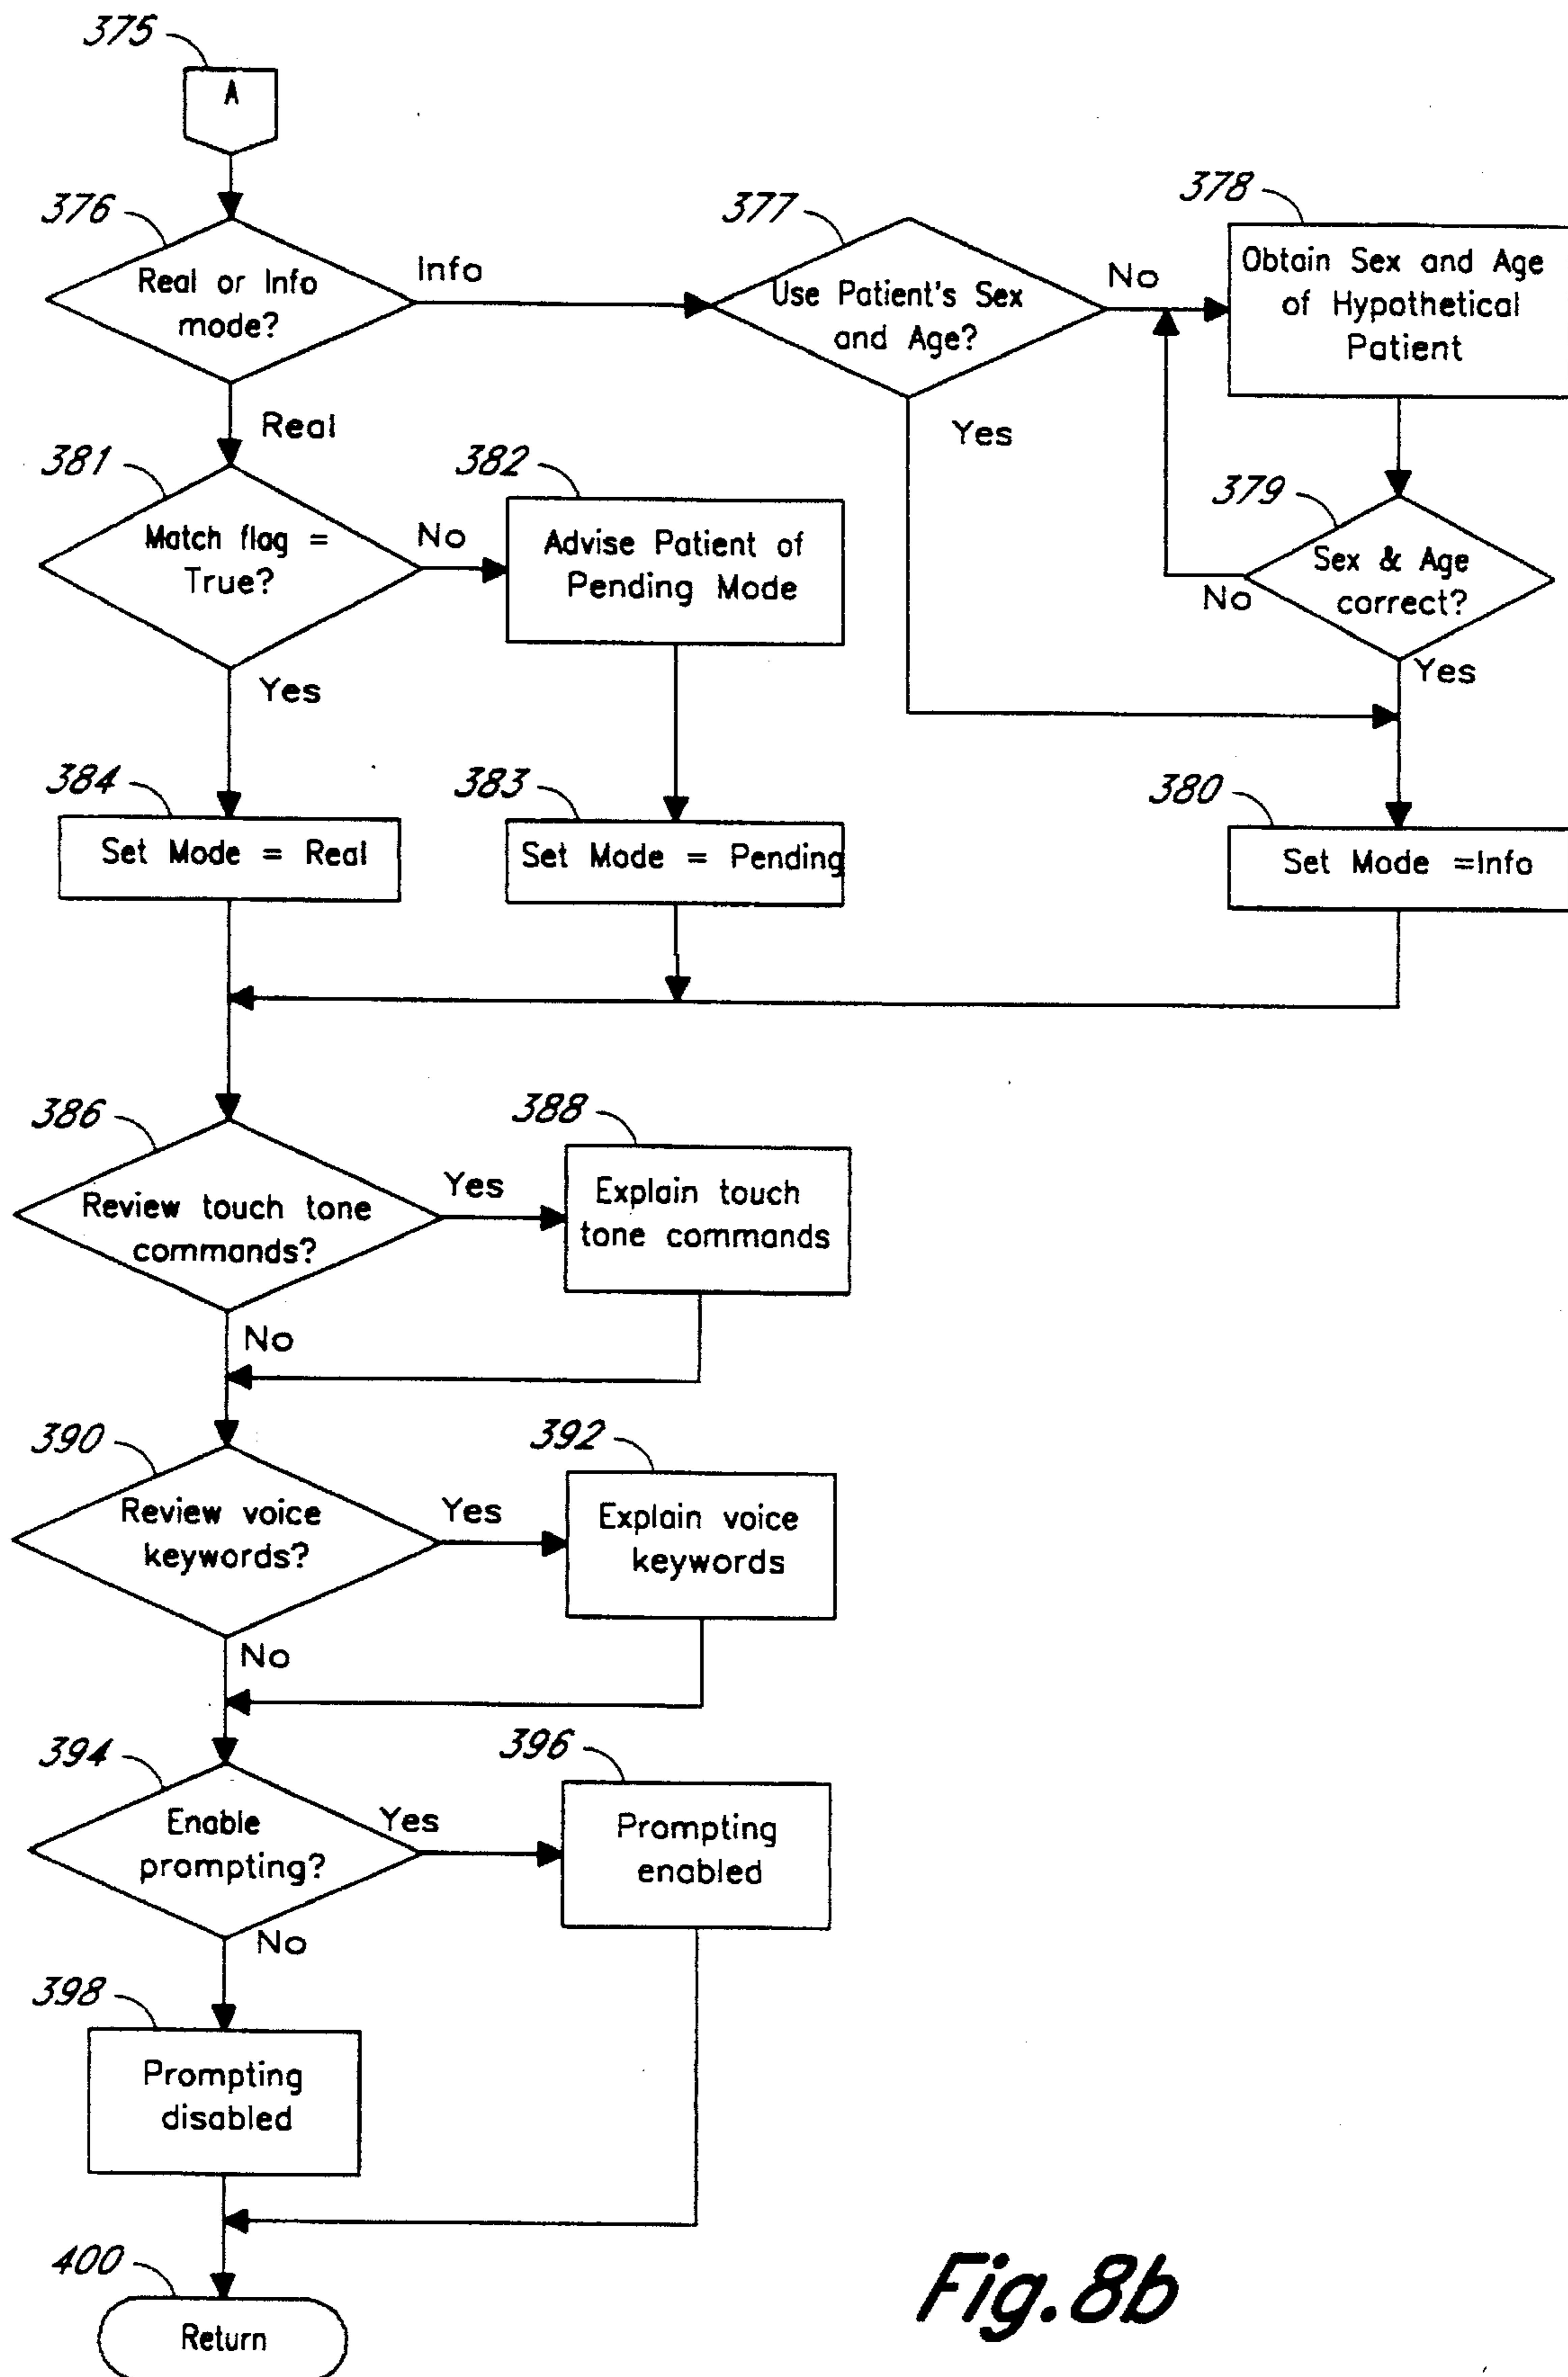 375
A
376
Real or Info
mode?
Info
377
Use Patient's Sex
and Age?
No
378
Obtain Sex and Age
of Hypothetical
Patient
Real
Yes
381
Match flag =
True?
No
382
Advise Patient of
Pending Mode
379
Sex & Age
correct?
No
Yes
Yes
384
Set Mode = Real
383
Set Mode = Pending
380
Set Mode =Info
386
Review touch tone
commands?
Yes
388
Explain touch
tone commands
No
390
Review voice
keywords?
Yes
392
Explain voice
keywords
No
394
Enable
prompting?
Yes
396
Prompting
enabled
No
398
Prompting
disabled
400
Return
Fig.8b